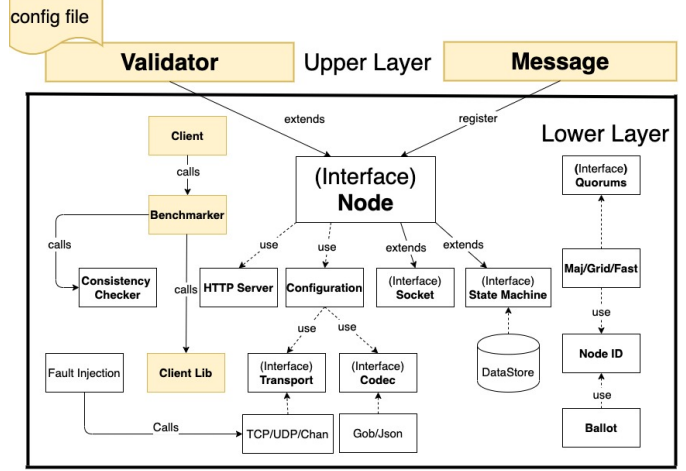 config file
Validator
Upper Layer
Message
extends
register
Lower Layer
Client
calls
Benchmarker
(Interface)
Node
(Interface)
Quorums
calls
use
use
extends
extends
Consistency
Checker
calls
HTTP Server
Configuration
(Interface)
Socket
(Interface)
State Machine
Maj/Grid/Fast
use
use
use
Fault Injection
Client Lib
(Interface)
Transport
(Interface)
Codec
DataStore
Node ID
use
Calls
TCP/UDP/Chan
Gob/Json
Ballot